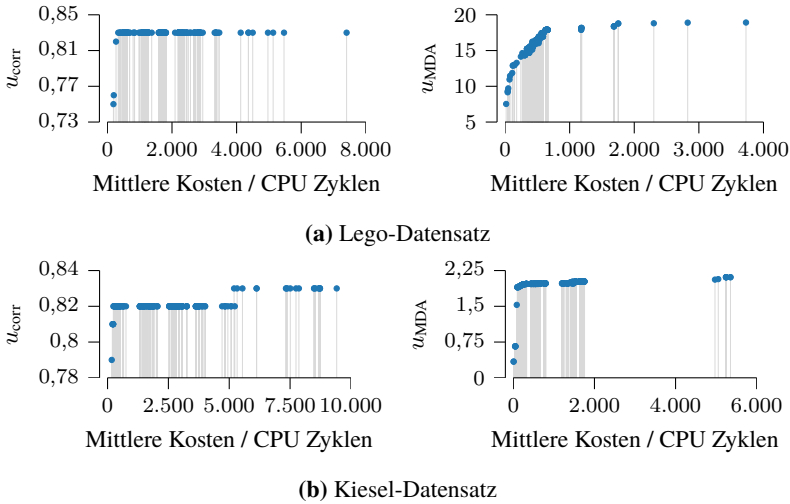 0,85
0,81
0,77
0,73
u_corr
0 2.000 4.000 6.000 8.000
Mittlere Kosten / CPU Zyklen
20
15
10
5
u_MDA
0 1.000 2.000 3.000 4.000
Mittlere Kosten / CPU Zyklen
(a) Lego-Datensatz
0,84
0,82
0,8
0,78
u_corr
0 2.500 5.000 7.500 10.000
Mittlere Kosten / CPU Zyklen
2,25
1,5
0,75
0
u_MDA
0 2.000 4.000 6.000
Mittlere Kosten / CPU Zyklen
(b) Kiesel-Datensatz